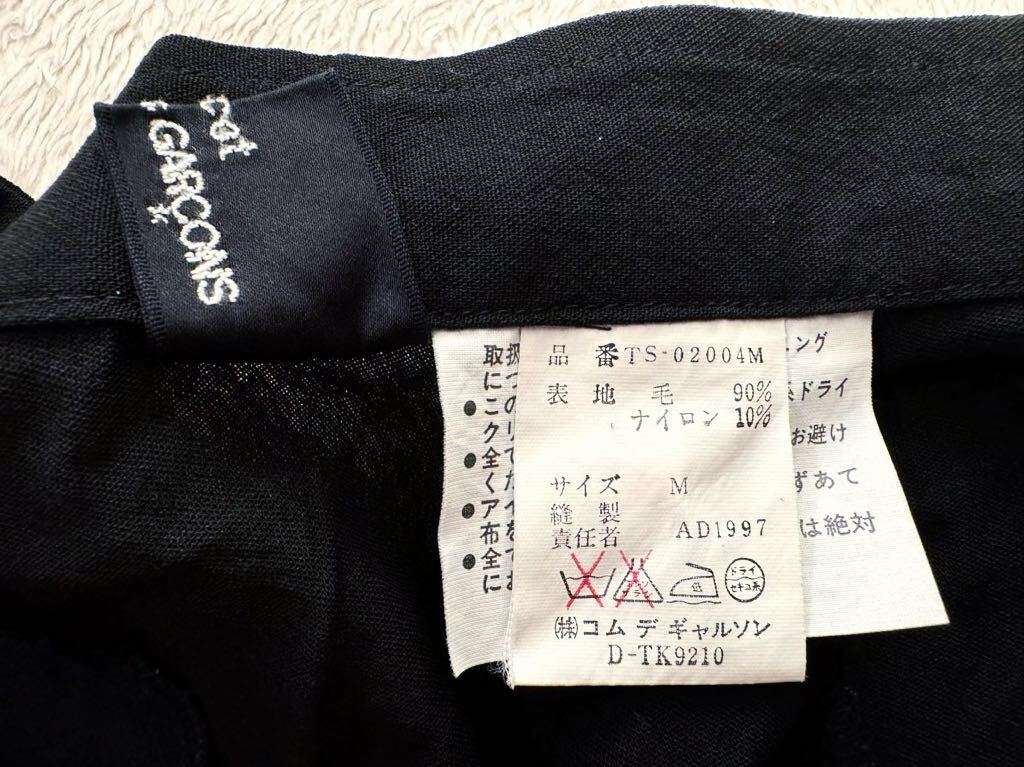 cot
GARÇONS
品番 TS-02004M
表地 毛 90%
ナイロン 10%
サイズ M
縫製
責任者 AD1997
ドライ
セキユ系
低
㈱コム デ ギャルソン
D-TK9210
取扱
につ
この
クリ
全て
くた
アイ
布を
全て
にお
ング
ドライ
お避け
ずあて
は絶対